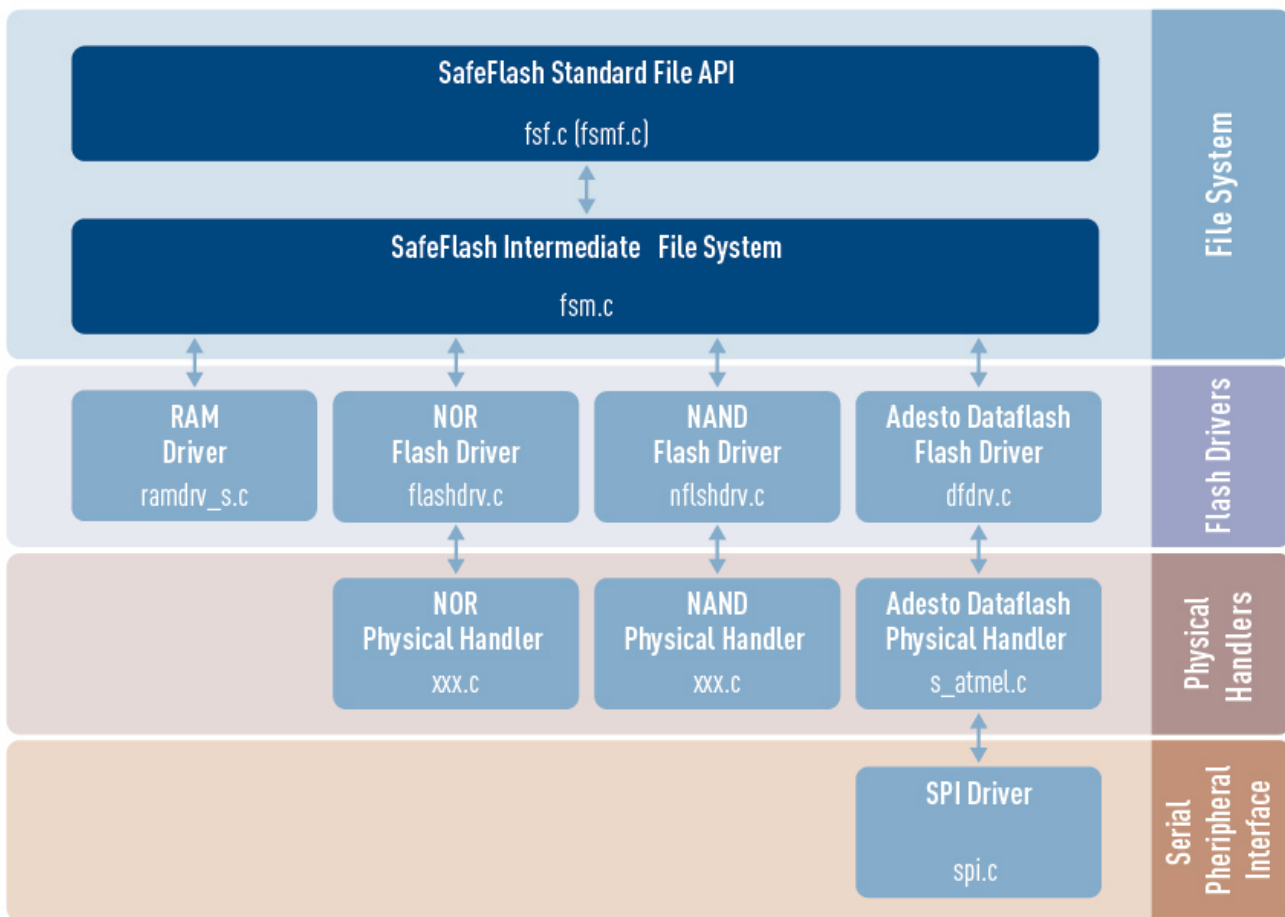 SafeFlash Standard File API
fsf.c (fsmf.c)
SafeFlash Intermediate File System
fsm.c
File System
RAM
Driver
ramdrv_s.c
NOR
Flash Driver
flashdrv.c
NAND
Flash Driver
nflshdrv.c
Adesto Dataflash
Flash Driver
dfdrv.c
Flash Drivers
NOR
Physical Handler
xxx.c
NAND
Physical Handler
xxx.c
Adesto Dataflash
Physical Handler
s_atmel.c
Physical
Handlers
SPI Driver
spi.c
Serial
Pheripheral
Interface